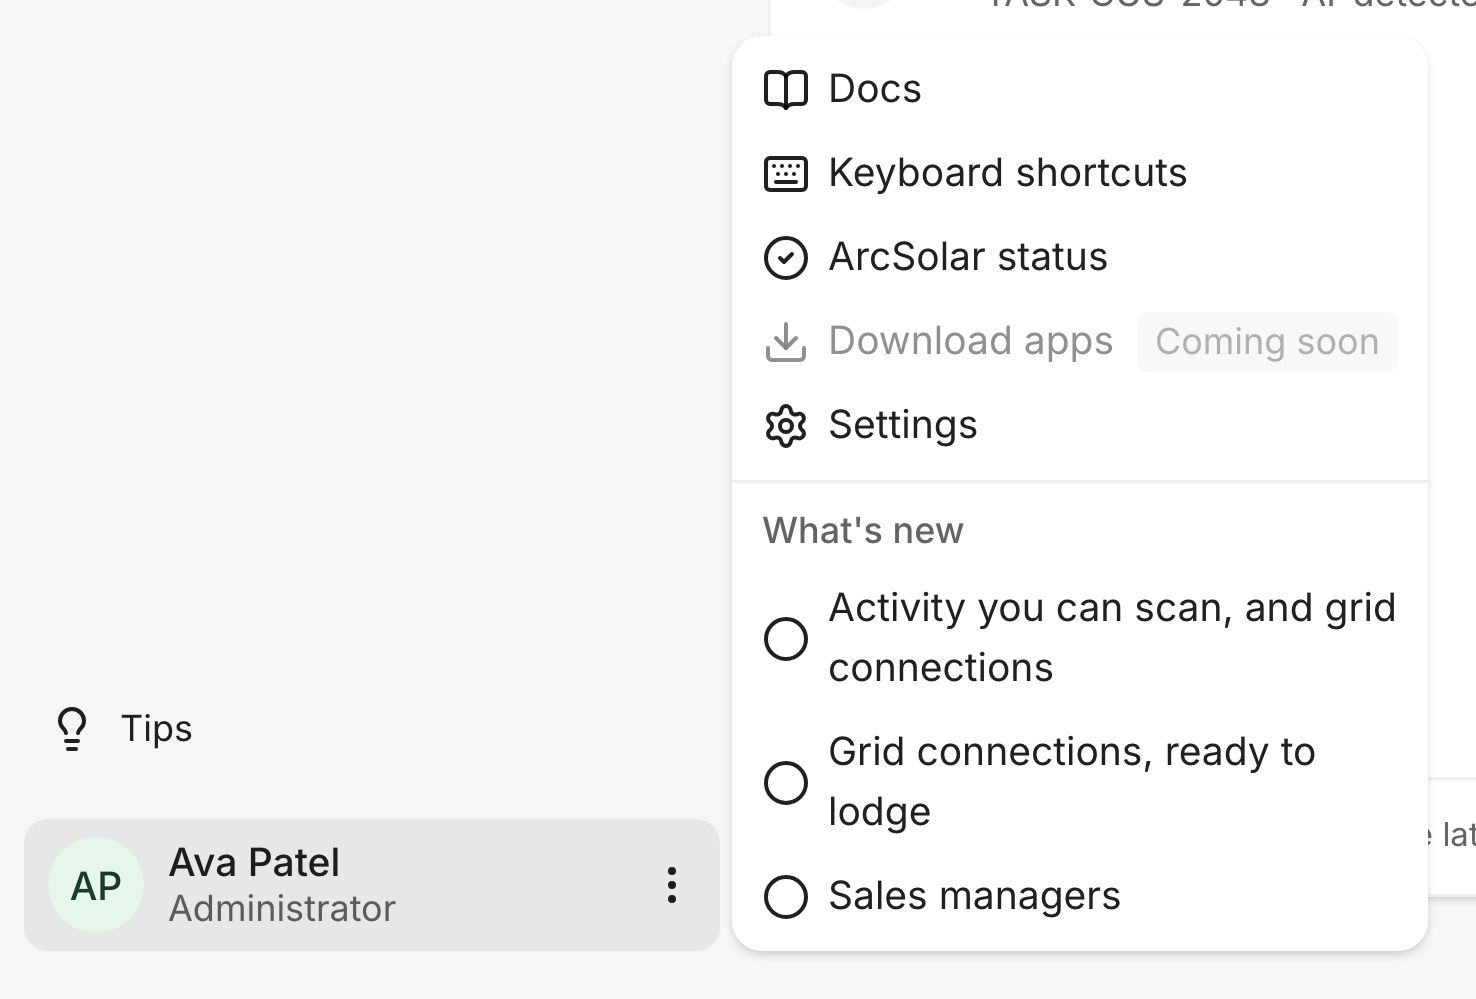 Docs
Keyboard shortcuts
ArcSolar status
Download apps Coming soon
Settings
What's new
Activity you can scan, and grid
connections
Grid connections, ready to
lodge
Sales managers
Tips
AP
Ava Patel
Administrator